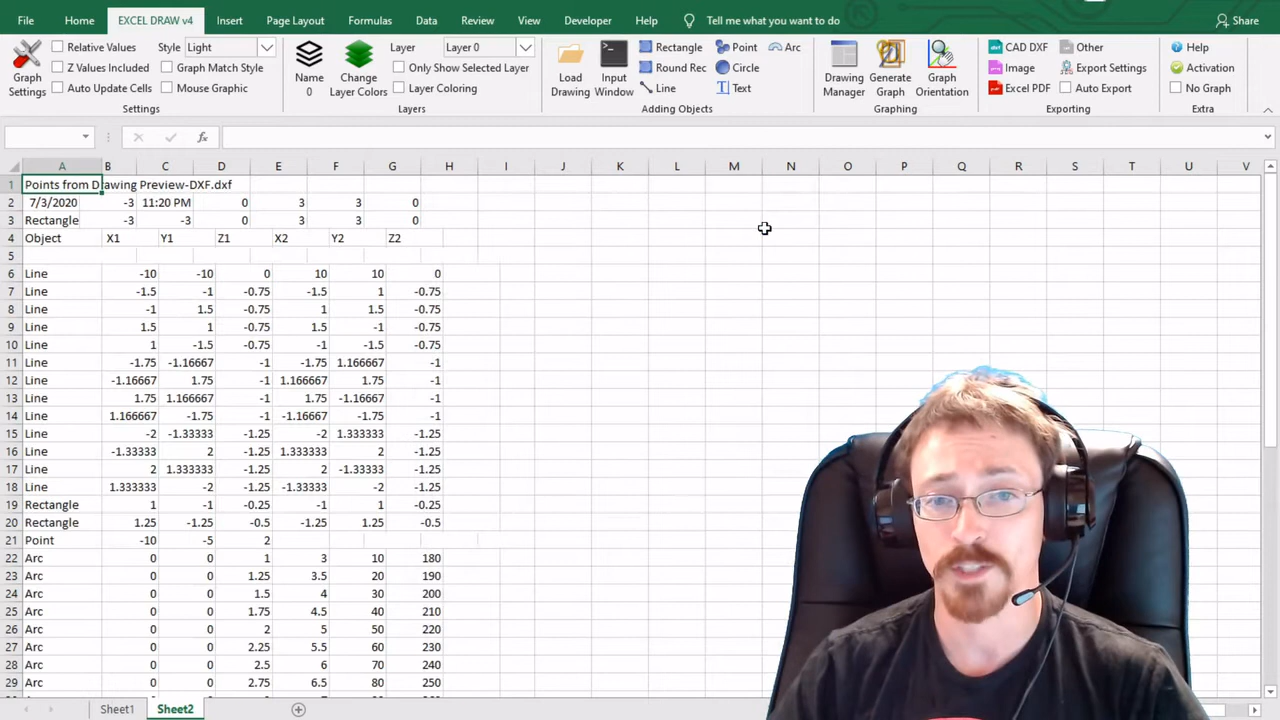 File Home EXCEL DRAW v4 Insert Page Layout Formulas Data Review View Developer Help Tell me what you want to do Share
Graph Settings
Relative Values
Z Values Included
Auto Update Cells
Style Light
Graph Match Style
Mouse Graphic
Settings
Name 0
Change Layer Colors
Layer Layer 0
Only Show Selected Layer
Layer Coloring
Layers
Load Drawing
Input Window
Rectangle
Round Rec
Line
Point
Circle
Text
Arc
Adding Objects
Drawing Manager
Generate Graph
Graph Orientation
Graphing
CAD DXF
Image
Excel PDF
Other
Export Settings
Auto Export
Exporting
Help
Activation
No Graph
Extra
fx
A B C D E F G H I J K L M N O P Q R S T U V
1 Points from Drawing Preview-DXF.dxf
2 7/3/2020 -3 11:20 PM 0 3 3 0
3 Rectangle -3 -3 0 3 3 0
4 Object X1 Y1 Z1 X2 Y2 Z2
5
6 Line -10 -10 0 10 10 0
7 Line -1.5 -1 -0.75 -1.5 1 -0.75
8 Line -1 1.5 -0.75 1 1.5 -0.75
9 Line 1.5 1 -0.75 1.5 -1 -0.75
10 Line 1 -1.5 -0.75 -1 -1.5 -0.75
11 Line -1.75 -1.16667 -1 -1.75 1.166667 -1
12 Line -1.16667 1.75 -1 1.166667 1.75 -1
13 Line 1.75 1.166667 -1 1.75 -1.16667 -1
14 Line 1.166667 -1.75 -1 -1.16667 -1.75 -1
15 Line -2 -1.33333 -1.25 -2 1.333333 -1.25
16 Line -1.33333 2 -1.25 1.333333 2 -1.25
17 Line 2 1.333333 -1.25 2 -1.33333 -1.25
18 Line 1.333333 -2 -1.25 -1.33333 -2 -1.25
19 Rectangle 1 -1 -0.25 -1 1 -0.25
20 Rectangle 1.25 -1.25 -0.5 -1.25 1.25 -0.5
21 Point -10 -5 2
22 Arc 0 0 1 3 10 180
23 Arc 0 0 1.25 3.5 20 190
24 Arc 0 0 1.5 4 30 200
25 Arc 0 0 1.75 4.5 40 210
26 Arc 0 0 2 5 50 220
27 Arc 0 0 2.25 5.5 60 230
28 Arc 0 0 2.5 6 70 240
29 Arc 0 0 2.75 6.5 80 250
Sheet1 Sheet2